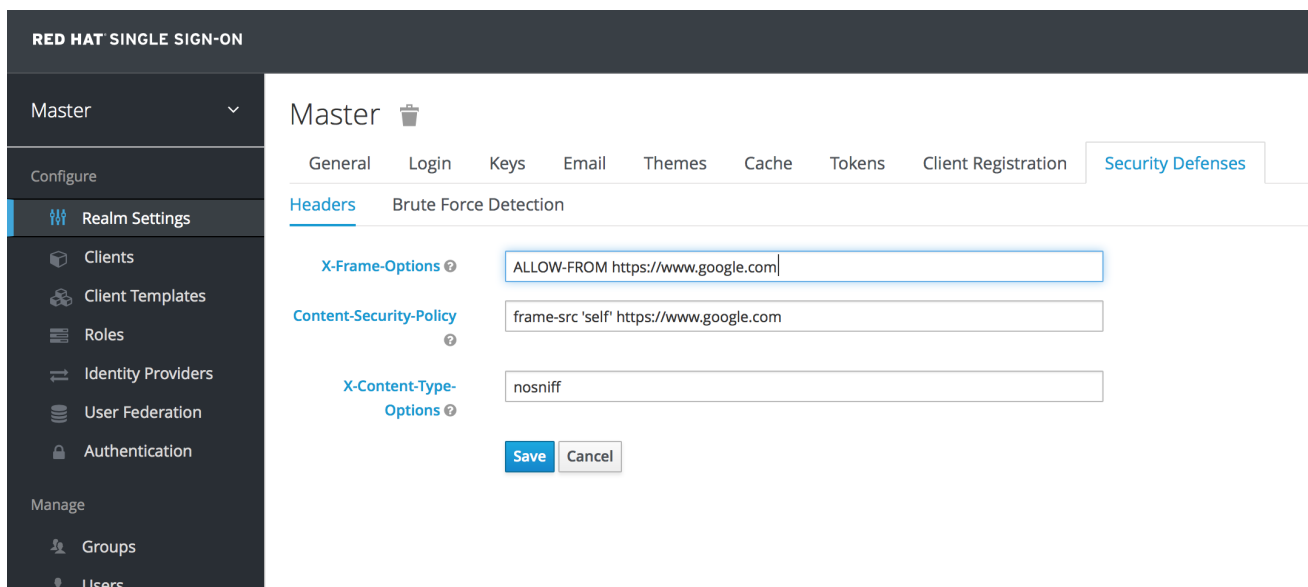 RED HAT SINGLE SIGN-ON
Master
Configure
Realm Settings
Clients
Client Templates
Roles
Identity Providers
User Federation
Authentication
Manage
Groups
Users
Master
General Login Keys Email Themes Cache Tokens Client Registration Security Defenses
Headers Brute Force Detection
X-Frame-Options ALLOW-FROM https://www.google.com
Content-Security-Policy frame-src 'self' https://www.google.com
X-Content-Type- nosniff
Options
Save Cancel